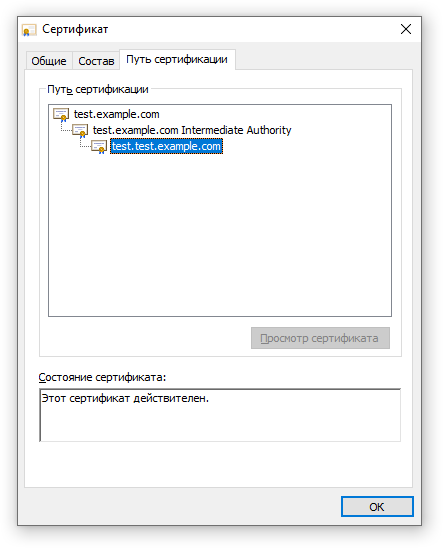 Сертификат
Общие
Состав
Путь сертификации
Путь сертификации
test.example.com
test.example.com Intermediate Authority
test.test.example.com
Просмотр сертификата
Состояние сертификата:
Этот сертификат действителен.
ОК